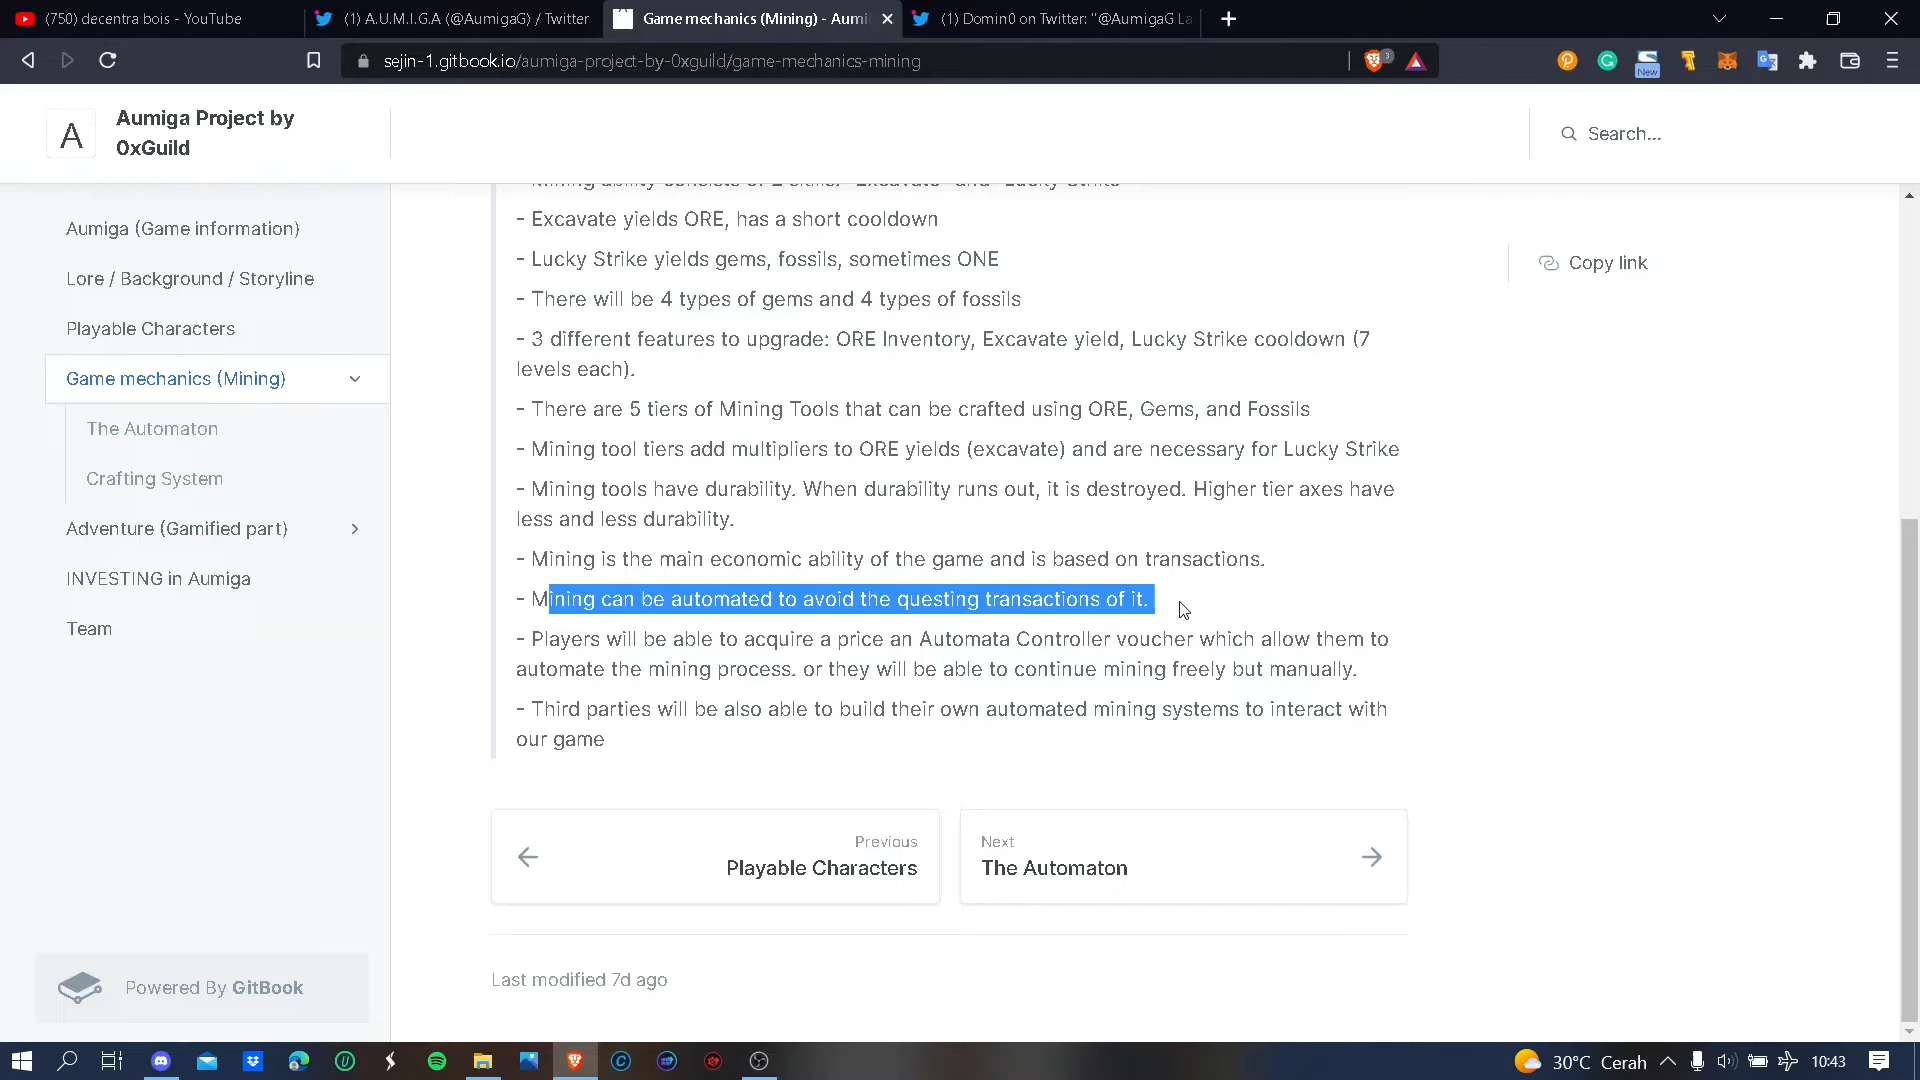 (750) decentra bois - YouTube
(1) A.U.M.I.G.A (@AumigaG) / Twitter
Game mechanics (Mining) - Aumi
(1) Domin0 on Twitter: "@AumigaG La
sejin-1.gitbook.io/aumiga-project-by-0xguild/game-mechanics-mining
3
New
A
Aumiga Project by
0xGuild
Search...
Aumiga (Game information)
Lore / Background / Storyline
Playable Characters
Game mechanics (Mining)
The Automaton
Crafting System
Adventure (Gamified part)
INVESTING in Aumiga
Team
Powered By GitBook
- Excavate yields ORE, has a short cooldown
- Lucky Strike yields gems, fossils, sometimes ONE
- There will be 4 types of gems and 4 types of fossils
- 3 different features to upgrade: ORE Inventory, Excavate yield, Lucky Strike cooldown (7
levels each).
- There are 5 tiers of Mining Tools that can be crafted using ORE, Gems, and Fossils
- Mining tool tiers add multipliers to ORE yields (excavate) and are necessary for Lucky Strike
- Mining tools have durability. When durability runs out, it is destroyed. Higher tier axes have
less and less durability.
- Mining is the main economic ability of the game and is based on transactions.
- Mining can be automated to avoid the questing transactions of it.
- Players will be able to acquire a price an Automata Controller voucher which allow them to
automate the mining process. or they will be able to continue mining freely but manually.
- Third parties will be also able to build their own automated mining systems to interact with
our game
Copy link
Previous
Playable Characters
Next
The Automaton
Last modified 7d ago
30°C Cerah
10:43